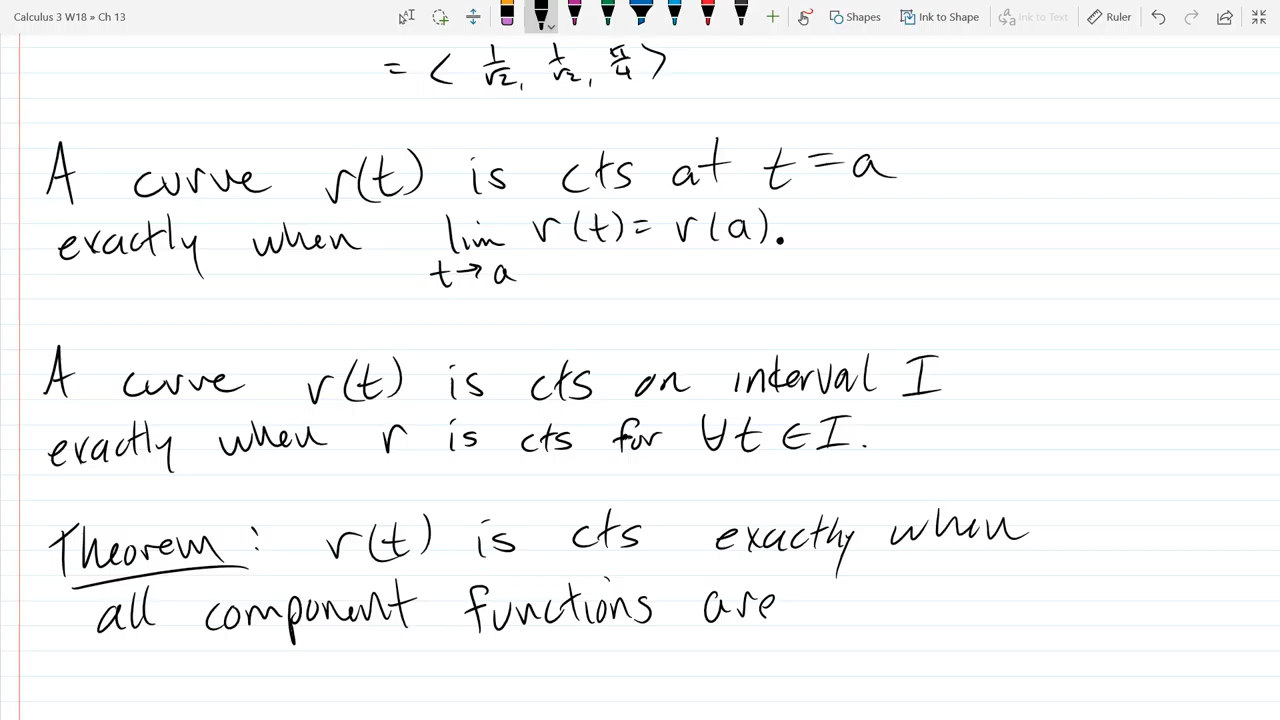 Calculus 3 W18 » Ch 13
Shapes
Ink to Shape
Ink to Text
Ruler
= < 1/√2, 1/√2, π/4 >
A curve r(t) is cts at t = a
exactly when lim r(t) = r(a).
t→a
A curve r(t) is cts on interval I
exactly when r is cts for ∀t ∈ I.
Theorem: r(t) is cts exactly when
all component functions are